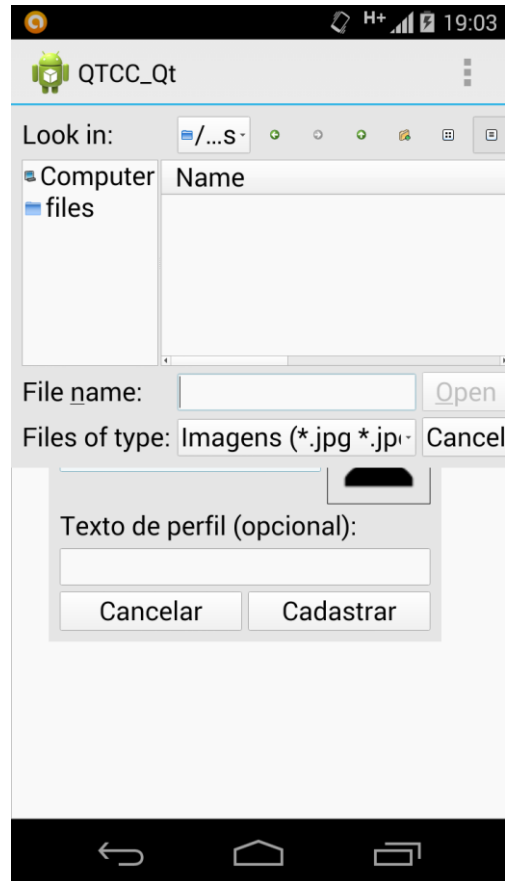 H+ 19:03
QTCC_Qt
Look in: /...s
Computer Name
files
File name: Open
Files of type: Imagens (*.jpg *.jp Cancel
Texto de perfil (opcional):
Cancelar Cadastrar